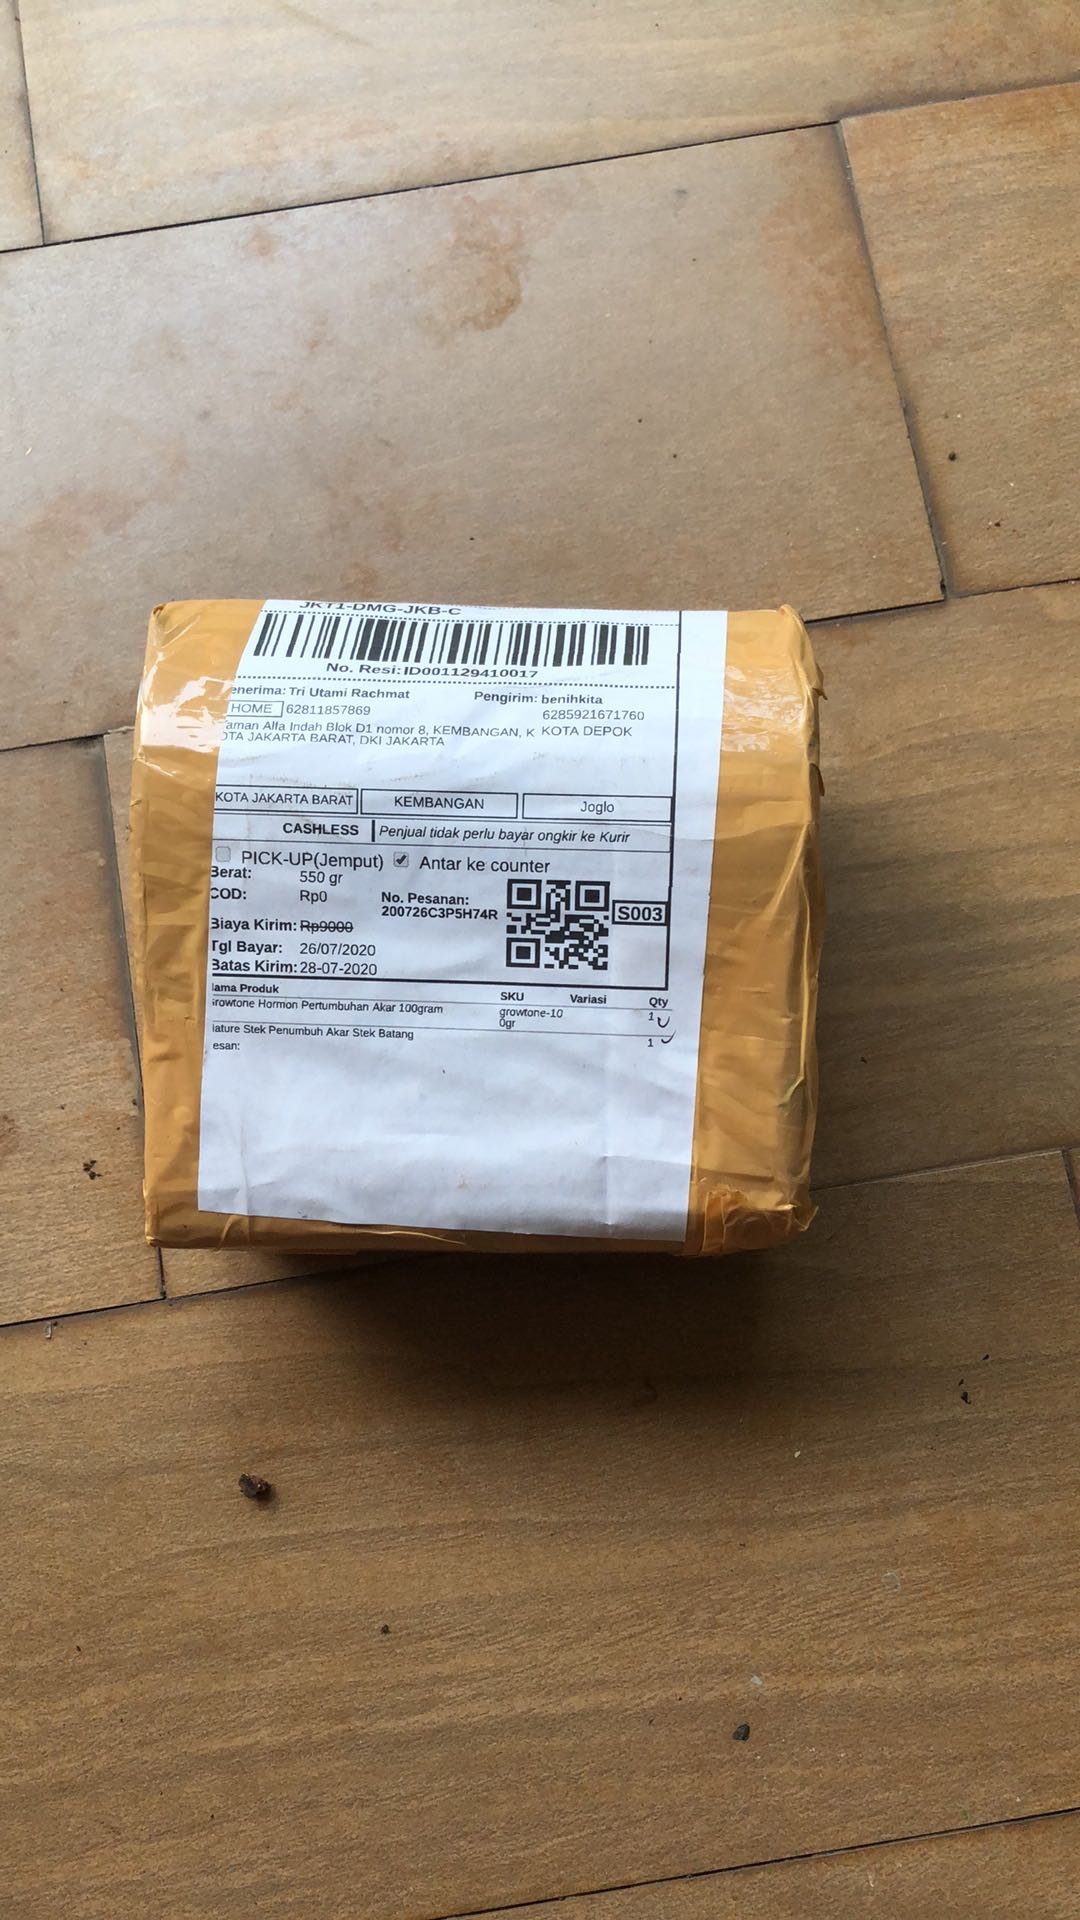 JKT1-DMG-JKB-C
No. Resi: ID001129410017
enerima: Tri Utami Rachmat
HOME 62811857869
aman Alfa Indah Blok D1 nomor 8, KEMBANGAN, K
OTA JAKARTA BARAT, DKI JAKARTA
Pengirim: benihkita
6285921671760
KOTA DEPOK
KOTA JAKARTA BARAT KEMBANGAN Joglo
CASHLESS Penjual tidak perlu bayar ongkir ke Kurir
PICK-UP(Jemput) Antar ke counter
Berat: 550 gr
COD: Rp0
No. Pesanan:
200726C3P5H74R
S003
Biaya Kirim: Rp9000
Tgl Bayar: 26/07/2020
Batas Kirim: 28-07-2020
ama Produk SKU Variasi Qty
rowtone Hormon Pertumbuhan Akar 100gram growtone-10 1
0gr
ature Stek Penumbuh Akar Stek Batang 1
esan: